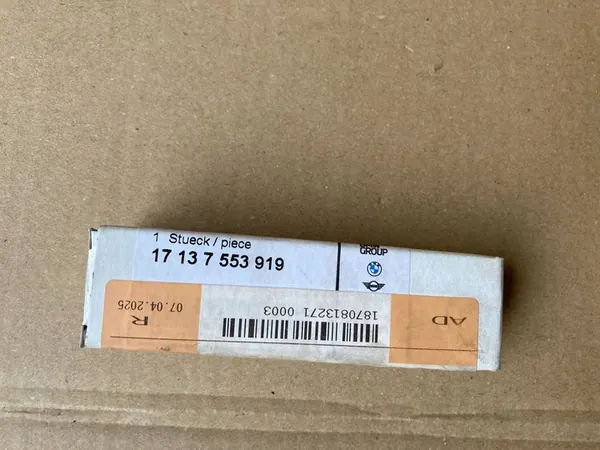 1 Stueck / piece
17 13 7 553 919
GROUP
1870813271 0003
AD
R
07.04.2025